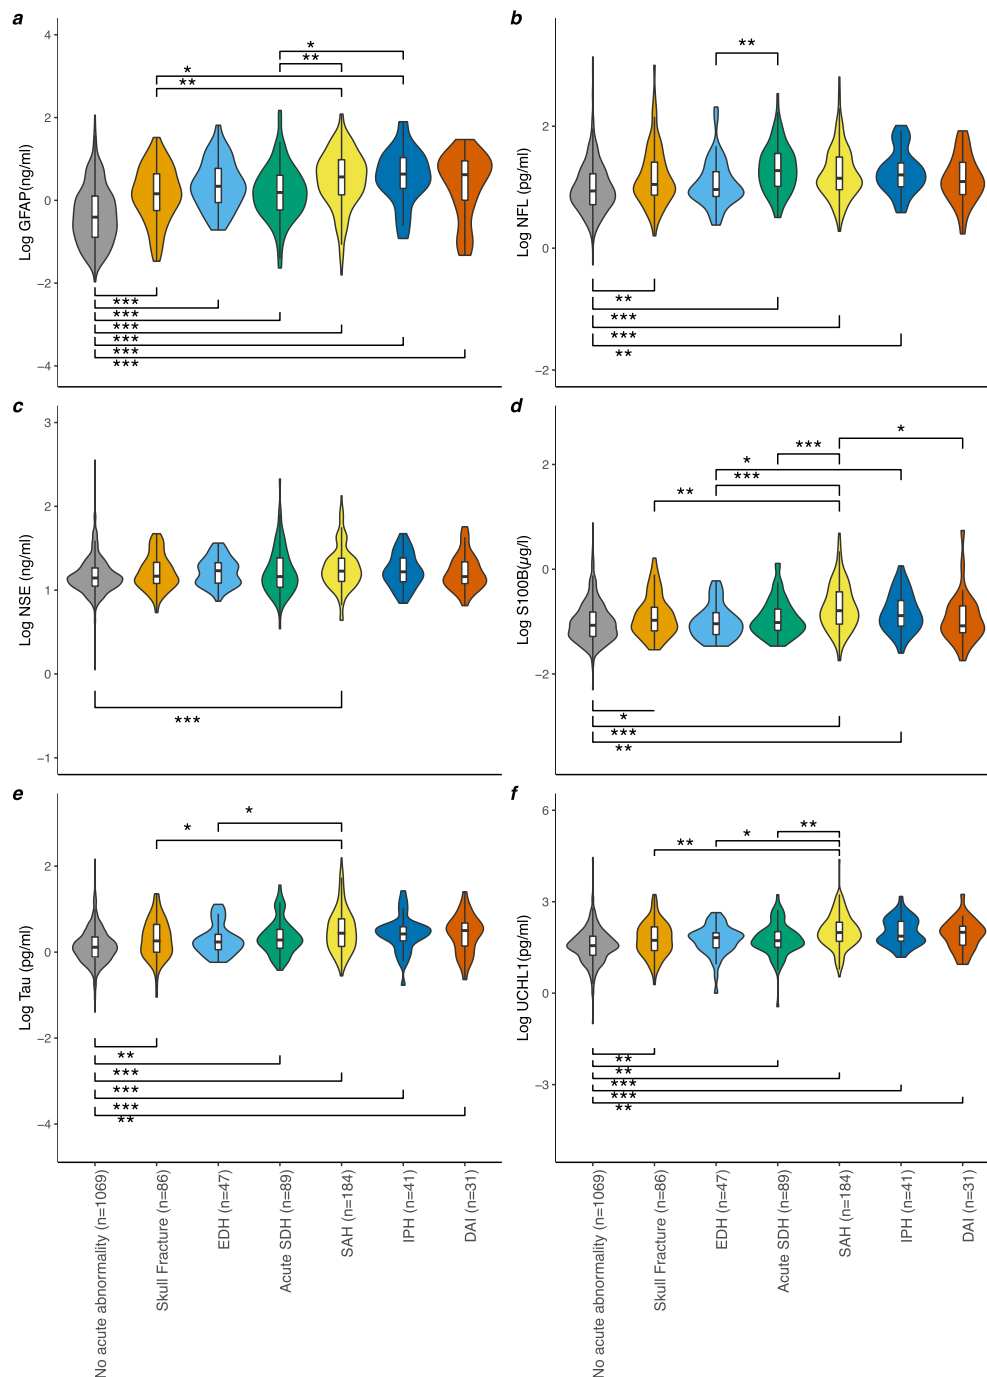 a
b
4
2
0
−2
−4
Log GFAP(ng/ml)
*
**
*
**
***
***
***
***
***
***
2
0
−2
Log NFL (pg/ml)
**
**
***
***
**
c
d
3
2
1
0
−1
Log NSE (ng/ml)
***
2
0
−2
Log S100B(µg/l)
*
***
*
***
**
*
***
**
e
f
2
0
−2
−4
Log Tau (pg/ml)
*
*
**
***
***
***
**
6
3
0
−3
Log UCHL1(pg/ml)
**
*
**
**
**
***
***
**
No acute abnormality (n=1069)
Skull Fracture (n=86)
EDH (n=47)
Acute SDH (n=89)
SAH (n=184)
IPH (n=41)
DAI (n=31)
No acute abnormality (n=1069)
Skull Fracture (n=86)
EDH (n=47)
Acute SDH (n=89)
SAH (n=184)
IPH (n=41)
DAI (n=31)